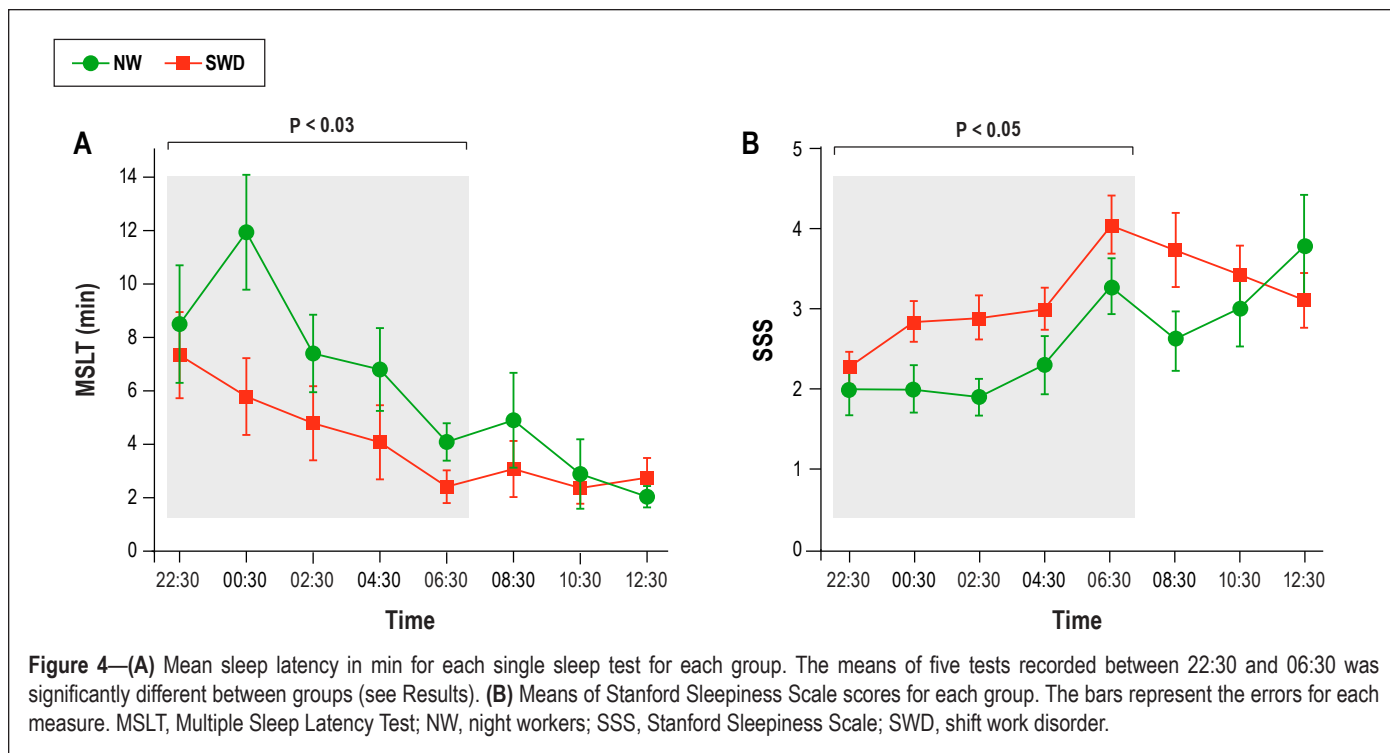 NW SWD
A
P < 0.03
14
12
10
8
6
4
2
0
MSLT (min)
22:30 00:30 02:30 04:30 06:30 08:30 10:30 12:30
Time
B
P < 0.05
5
4
3
2
1
0
SSS
22:30 00:30 02:30 04:30 06:30 08:30 10:30 12:30
Time
Figure 4—(A) Mean sleep latency in min for each single sleep test for each group. The means of five tests recorded between 22:30 and 06:30 was
significantly different between groups (see Results). (B) Means of Stanford Sleepiness Scale scores for each group. The bars represent the errors for each
measure. MSLT, Multiple Sleep Latency Test; NW, night workers; SSS, Stanford Sleepiness Scale; SWD, shift work disorder.